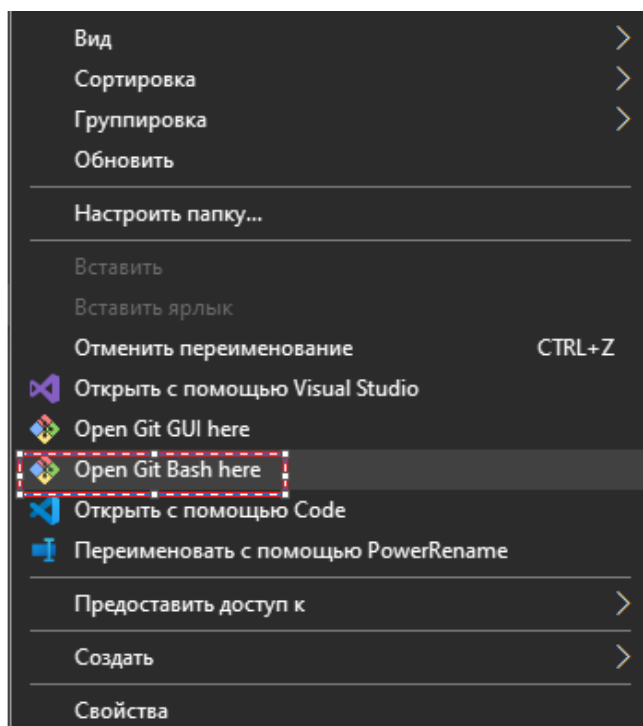 Вид
Сортировка
Группировка
Обновить
Настроить папку...
Вставить
Вставить ярлык
Отменить переименование CTRL+Z
Открыть с помощью Visual Studio
Open Git GUI here
Open Git Bash here
Открыть с помощью Code
Переименовать с помощью PowerRename
Предоставить доступ к
Создать
Свойства